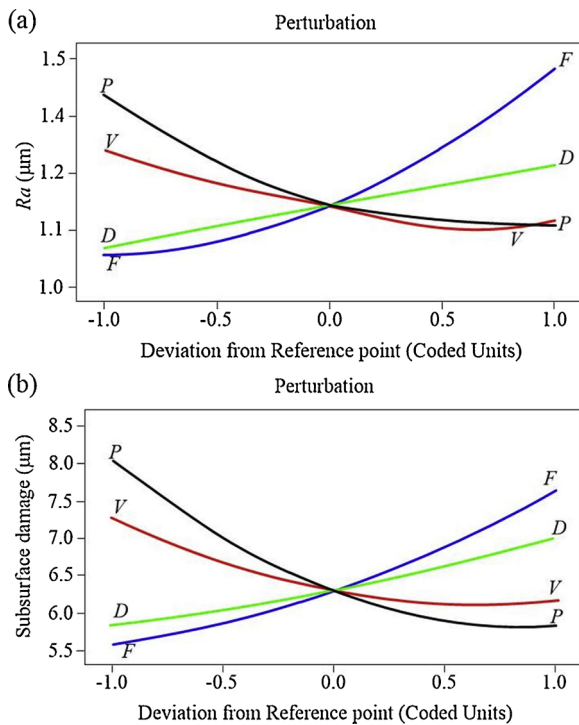 (a)
Perturbation
1.5
1.4
1.2
1.1
1.0
Ra (μm)
P
V
D
F
F
D
P
V
-1.0 -0.5 0.0 0.5 1.0
Deviation from Reference point (Coded Units)
(b)
Perturbation
8.5
8.0
7.5
7.0
6.5
6.0
5.5
Subsurface damage (μm)
P
V
D
F
F
D
V
P
-1.0 -0.5 0.0 0.5 1.0
Deviation from Reference point (Coded Units)